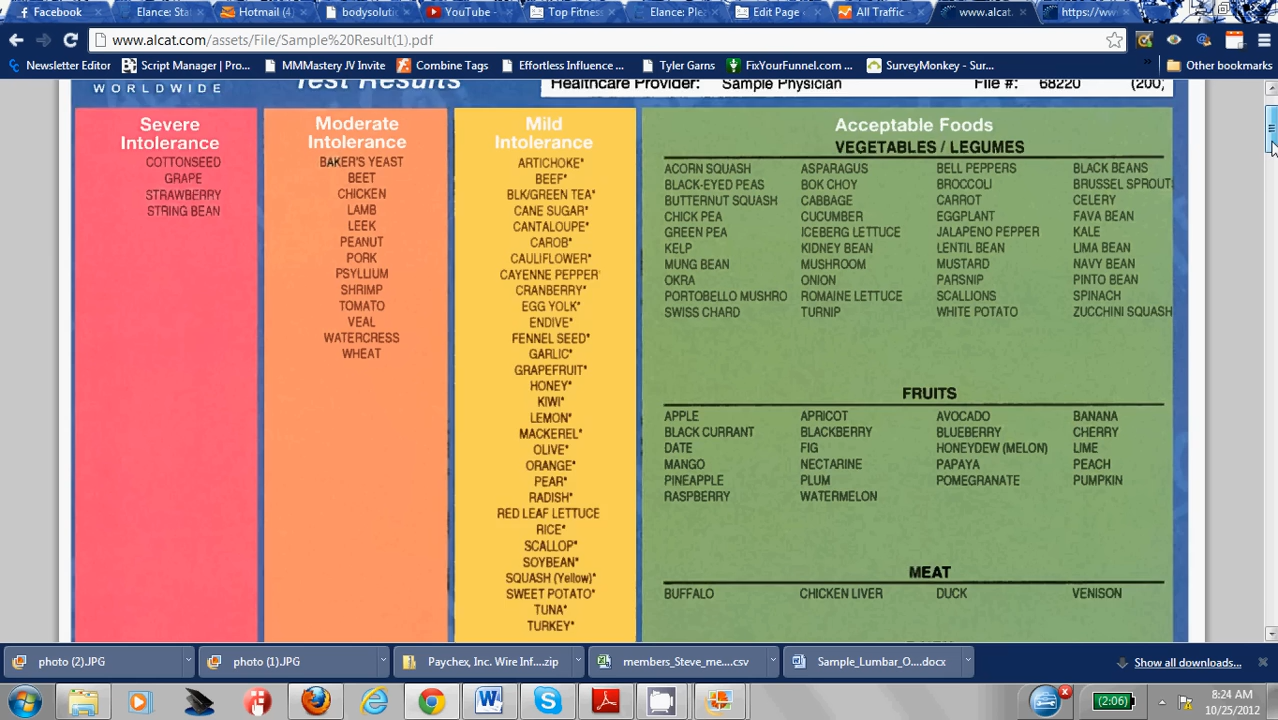 Facebook
Elance: Sta
Hotmail (4)
bodysolutic
YouTube -
Top Fitness
Elance: Ple
Edit Page
All Traffic -
www.alcat.
https://ww
www.alcat.com/assets/File/Sample%20Result(1).pdf
Newsletter Editor
Script Manager | Pro...
MMMastery JV Invite
Combine Tags
Effortless Influence ...
Tyler Garns
FixYourFunnel.com ...
SurveyMonkey - Sur...
» Other bookmarks
WORLDWIDE
Test Results
Healthcare Provider: Sample Physician File #: 68220 (200;
Severe
Intolerance
COTTONSEED
GRAPE
STRAWBERRY
STRING BEAN
Moderate
Intolerance
BAKER'S YEAST
BEET
CHICKEN
LAMB
LEEK
PEANUT
PORK
PSYLLIUM
SHRIMP
TOMATO
VEAL
WATERCRESS
WHEAT
Mild
Intolerance
ARTICHOKE*
BEEF*
BLK/GREEN TEA*
CANE SUGAR*
CANTALOUPE*
CAROB*
CAULIFLOWER*
CAYENNE PEPPER*
CRANBERRY*
EGG YOLK*
ENDIVE*
FENNEL SEED*
GARLIC*
GRAPEFRUIT*
HONEY*
KIWI*
LEMON*
MACKEREL*
OLIVE*
ORANGE*
PEAR*
RADISH*
RED LEAF LETTUCE
RICE*
SCALLOP*
SOYBEAN*
SQUASH (Yellow)*
SWEET POTATO*
TUNA*
TURKEY*
Acceptable Foods
VEGETABLES / LEGUMES
ACORN SQUASH ASPARAGUS BELL PEPPERS BLACK BEANS
BLACK-EYED PEAS BOK CHOY BROCCOLI BRUSSEL SPROUT
BUTTERNUT SQUASH CABBAGE CARROT CELERY
CHICK PEA CUCUMBER EGGPLANT FAVA BEAN
GREEN PEA ICEBERG LETTUCE JALAPENO PEPPER KALE
KELP KIDNEY BEAN LENTIL BEAN LIMA BEAN
MUNG BEAN MUSHROOM MUSTARD NAVY BEAN
OKRA ONION PARSNIP PINTO BEAN
PORTOBELLO MUSHRO ROMAINE LETTUCE SCALLIONS SPINACH
SWISS CHARD TURNIP WHITE POTATO ZUCCHINI SQUASH
FRUITS
APPLE APRICOT AVOCADO BANANA
BLACK CURRANT BLACKBERRY BLUEBERRY CHERRY
DATE FIG HONEYDEW (MELON) LIME
MANGO NECTARINE PAPAYA PEACH
PINEAPPLE PLUM POMEGRANATE PUMPKIN
RASPBERRY WATERMELON
MEAT
BUFFALO CHICKEN LIVER DUCK VENISON
photo (2).JPG
photo (1).JPG
Paychex, Inc. Wire Inf....zip
members_Steve_me....csv
Sample_Lumbar_O....docx
Show all downloads...
(2:06)
8:24 AM
10/25/2012